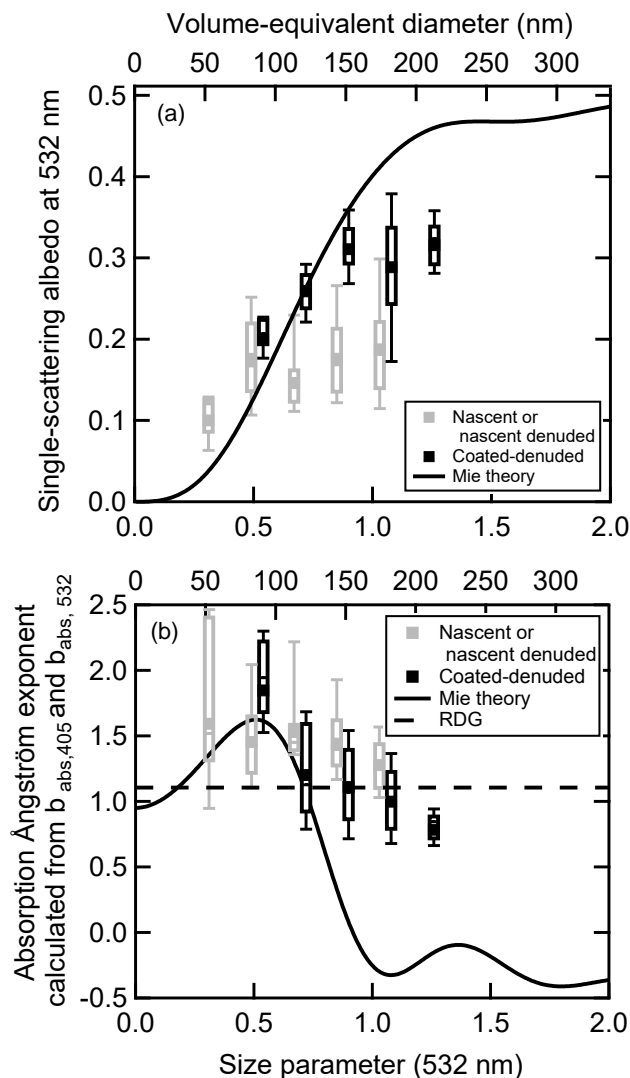 Volume-equivalent diameter (nm)
0 50 100 150 200 250 300
(a)
0.5
0.4
0.3
0.2
0.1
0.0
Single-scattering albedo at 532 nm
Nascent or
nascent denuded
Coated-denuded
Mie theory
0.0 0.5 1.0 1.5 2.0
0 50 100 150 200 250 300
(b)
2.5
2.0
1.5
1.0
0.5
0.0
-0.5
Absorption Ångström exponent
calculated from b abs,405 and b abs, 532
Nascent or
nascent denuded
Coated-denuded
Mie theory
RDG
0.0 0.5 1.0 1.5 2.0
Size parameter (532 nm)